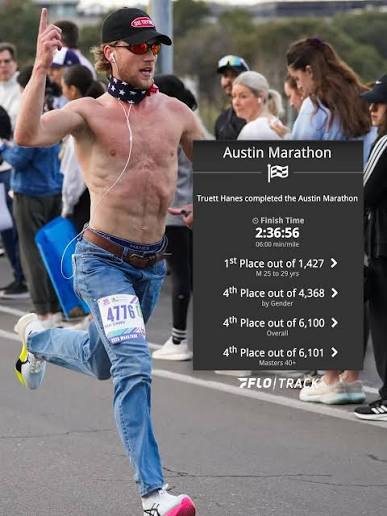 Austin Marathon
Truett Hanes completed the Austin Marathon
Finish Time
2:36:56
06:00 min/mile
1st Place out of 1,427
M 25 to 29 yrs
4th Place out of 4,368
by Gender
4th Place out of 6,100
Overall
4th Place out of 6,101
Masters 40+
FLO|TRACK
HANES
4776